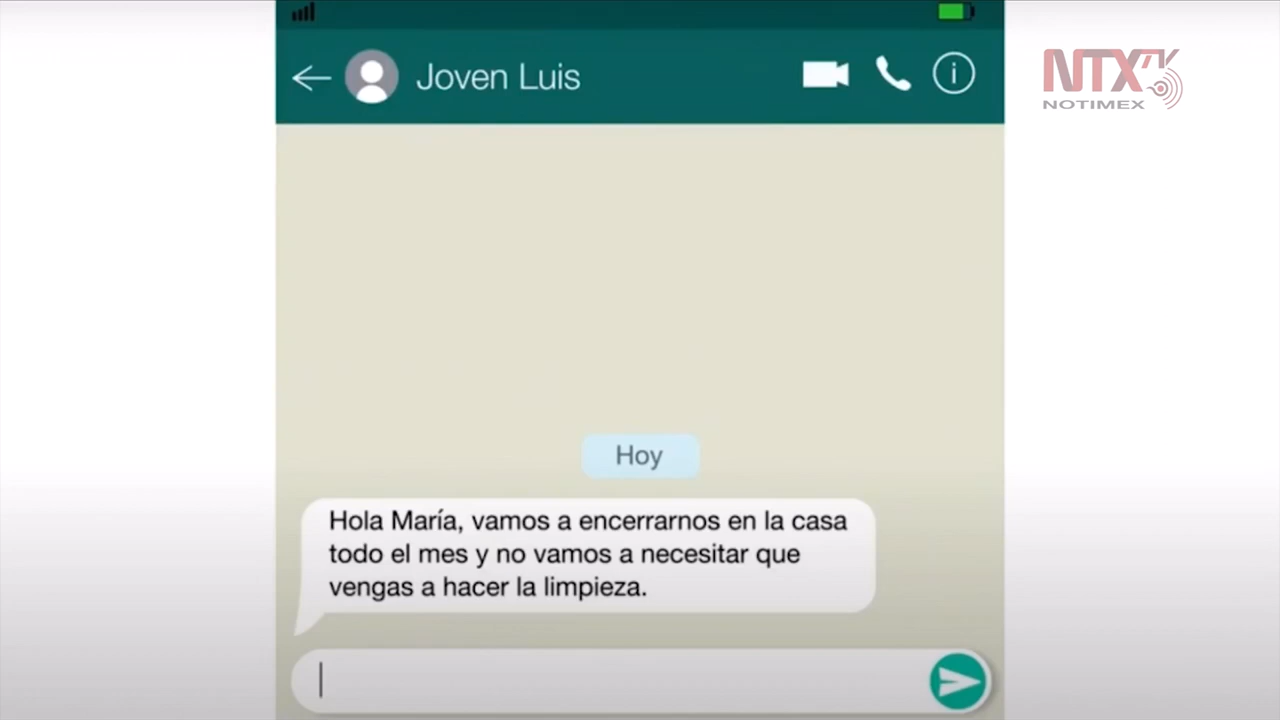 Joven Luis
NTX
NOTIMEX
Hoy
Hola María, vamos a encerrarnos en la casa
todo el mes y no vamos a necesitar que
vengas a hacer la limpieza.